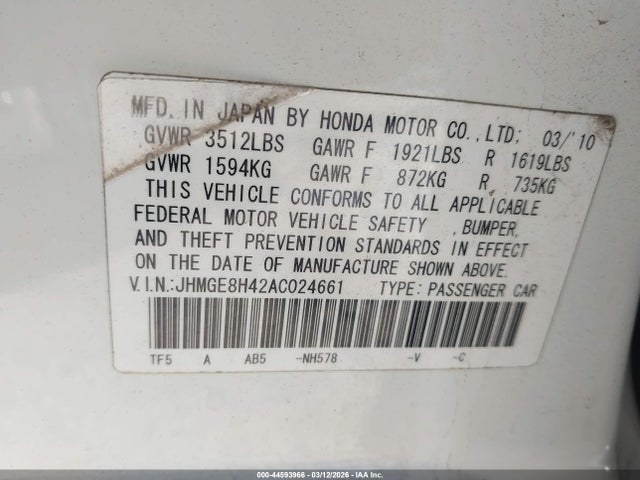 MFD. IN JAPAN BY HONDA MOTOR CO., LTD. 03/'10
GVWR 3512LBS GAWR F 1921LBS R 1619LBS
GVWR 1594KG GAWR F 872KG R 735KG
THIS VEHICLE CONFORMS TO ALL APPLICABLE
FEDERAL MOTOR VEHICLE SAFETY , BUMPER,
AND THEFT PREVENTION STANDARDS IN EFFECT
ON THE DATE OF MANUFACTURE SHOWN ABOVE.
V.I.N.:JHMGE8H42AC024661 TYPE: PASSENGER CAR
TF5 A AB5 -NH578 -V -C
000-44593966 - 03/12/2026 - IAA Inc.